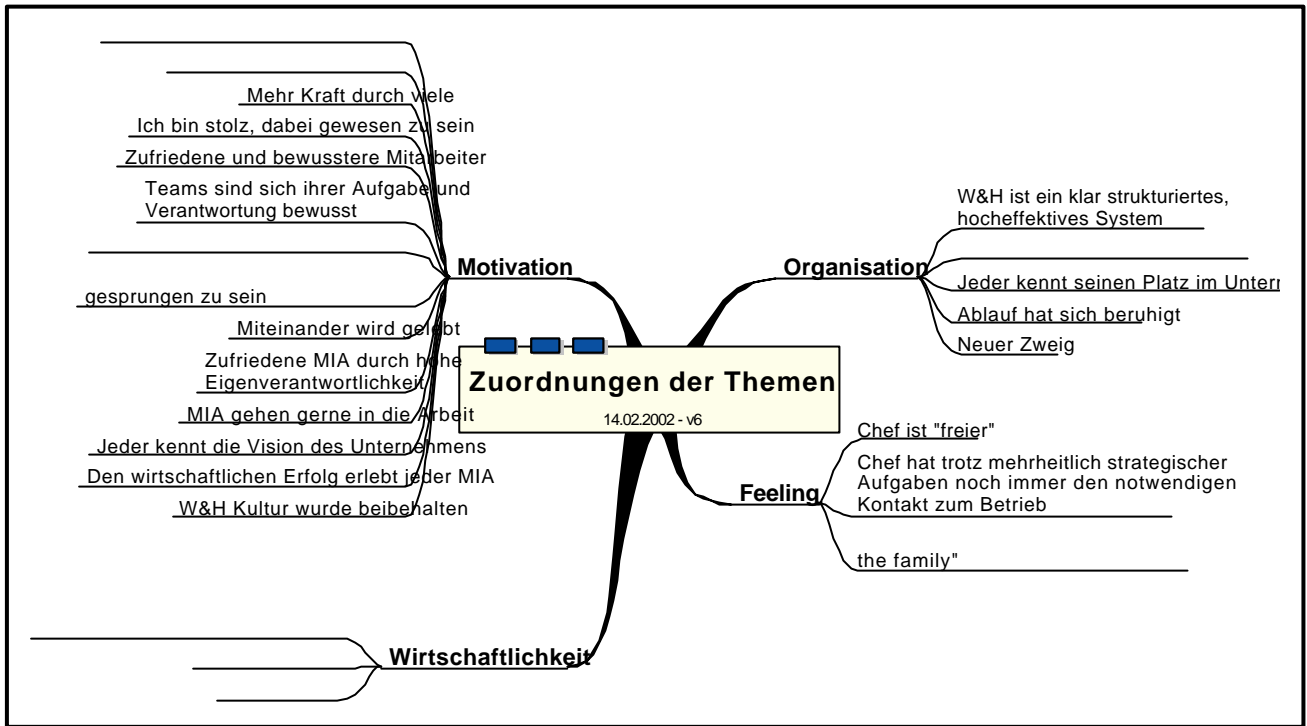 Zuordnungen der Themen
14.02.2002 - v6
Motivation
Mehr Kraft durch viele
Ich bin stolz, dabei gewesen zu sein
Zufriedene und bewusstere Mitarbeiter
Teams sind sich ihrer Aufgabe und
Verantwortung bewusst
gesprungen zu sein
Miteinander wird gelebt
Zufriedene MIA durch hohe
Eigenverantwortlichkeit
MIA gehen gerne in die Arbeit
Jeder kennt die Vision des Unternehmens
Den wirtschaftlichen Erfolg erlebt jeder MIA
W&H Kultur wurde beibehalten
Organisation
W&H ist ein klar strukturiertes,
hocheffektives System
Jeder kennt seinen Platz im
Ablauf hat sich beruhigt
Neuer Zweig
Feeling
Chef ist "freier"
Chef hat trotz mehrheitlich strategischer
Aufgaben noch immer den notwendigen
Kontakt zum Betrieb
the family"
Wirtschaftlichkeit